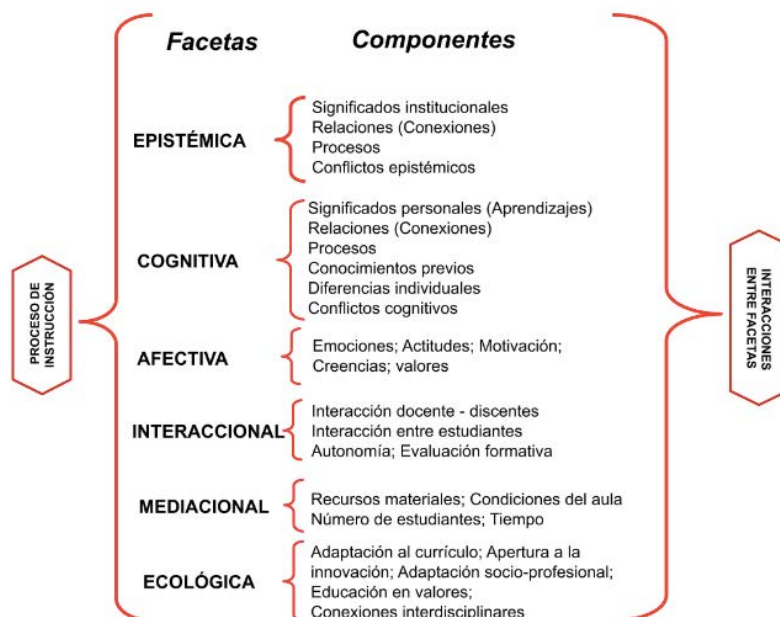 Facetas
Componentes
PROCESO DE
INSTRUCCIÓN
EPISTÉMICA
Significados institucionales
Relaciones (Conexiones)
Procesos
Conflictos epistémicos
COGNITIVA
Significados personales (Aprendizajes)
Relaciones (Conexiones)
Procesos
Conocimientos previos
Diferencias individuales
Conflictos cognitivos
AFECTIVA
Emociones; Actitudes; Motivación;
Creencias; valores
INTERACCIONAL
Interacción docente - discentes
Interacción entre estudiantes
Autonomía; Evaluación formativa
MEDIACIONAL
Recursos materiales; Condiciones del aula
Número de estudiantes; Tiempo
ECOLÓGICA
Adaptación al currículo; Apertura a la
innovación; Adaptación socio-profesional;
Educación en valores;
Conexiones interdisciplinares
INTERACCIONES
ENTRE FACETAS